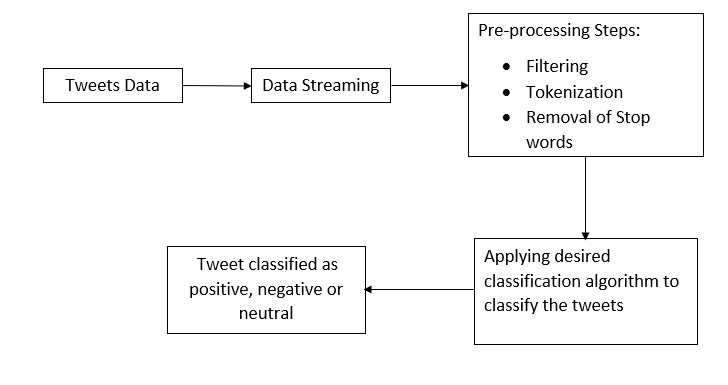 Tweets Data
Data Streaming
Pre-processing Steps:
• Filtering
• Tokenization
• Removal of Stop
words
Applying desired
classification algorithm to
classify the tweets
Tweet classified as
positive, negative or
neutral